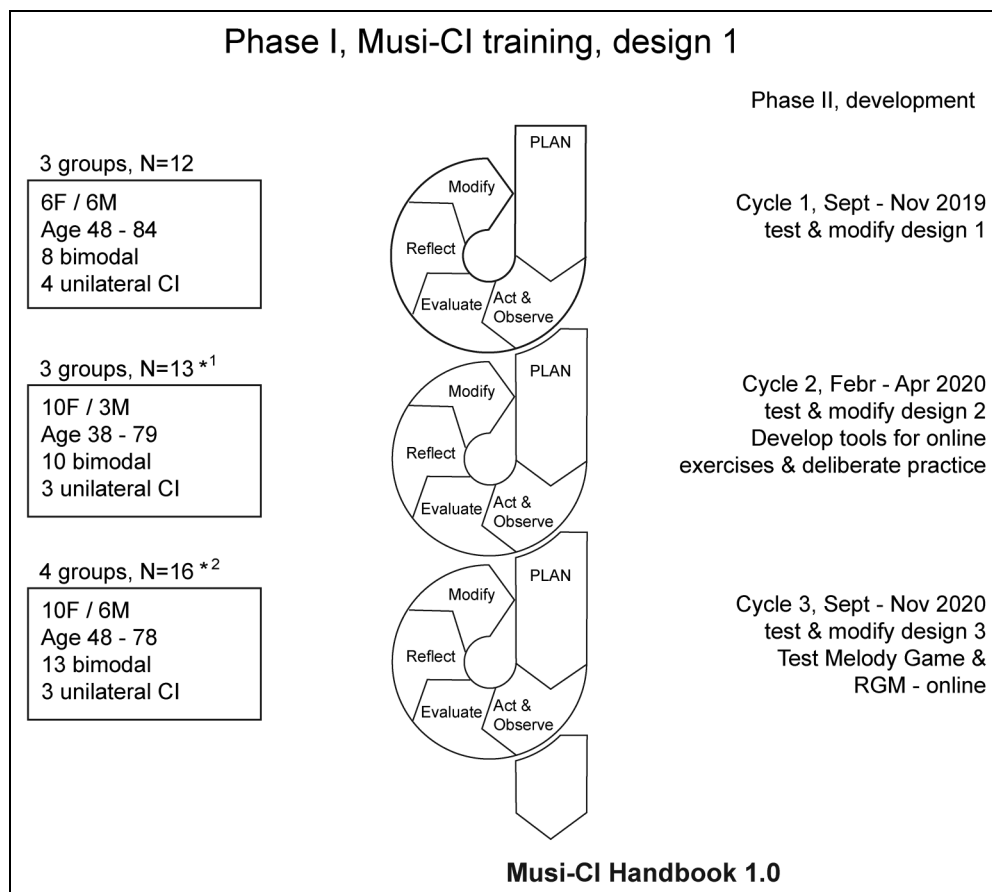 Phase I, Musi-CI training, design 1
Phase II, development
3 groups, N=12
6F / 6M
Age 48 - 84
8 bimodal
4 unilateral CI
PLAN
Modify
Reflect
Evaluate
Act &
Observe
Cycle 1, Sept - Nov 2019
test & modify design 1
3 groups, N=13 *1
10F / 3M
Age 38 - 79
10 bimodal
3 unilateral CI
PLAN
Modify
Reflect
Evaluate
Act &
Observe
Cycle 2, Febr - Apr 2020
test & modify design 2
Develop tools for online
exercises & deliberate practice
4 groups, N=16 *2
10F / 6M
Age 48 - 78
13 bimodal
3 unilateral CI
PLAN
Modify
Reflect
Evaluate
Act &
Observe
Cycle 3, Sept - Nov 2020
test & modify design 3
Test Melody Game &
RGM - online
Musi-CI Handbook 1.0